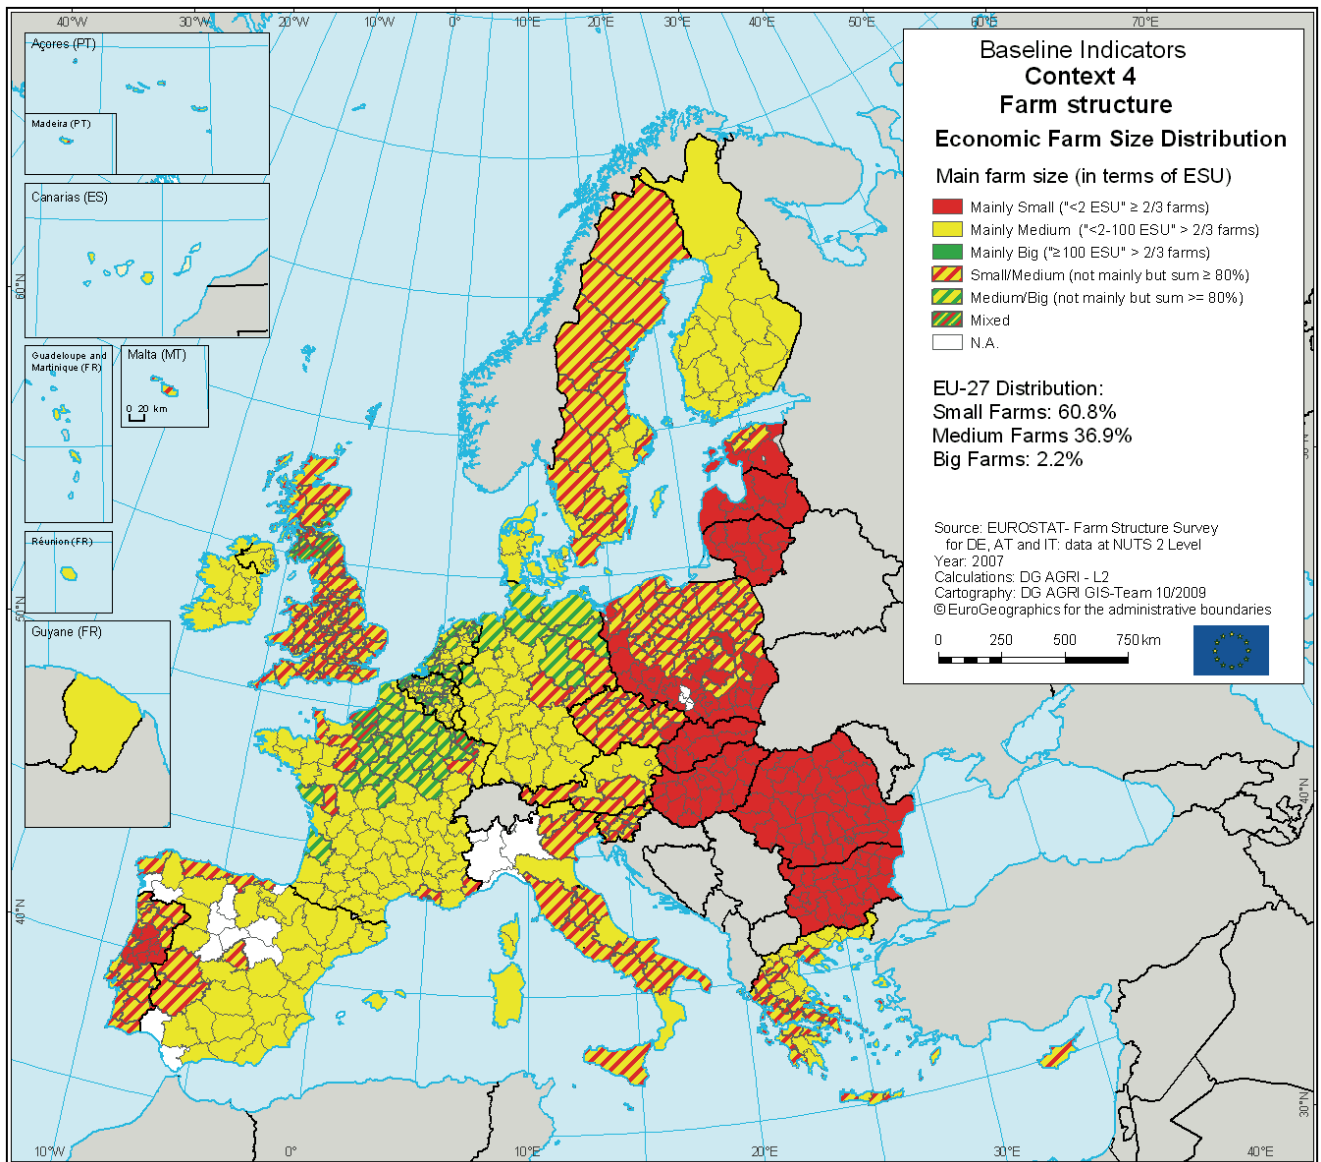 40°W
30°W
20°W
10°W
0°
10°E
20°E
30°E
40°E
50°E
60°E
70°E
Açores (PT)
Madeira (PT)
Canarias (ES)
Guadeloupe and
Martinique (FR)
Malta (MT)
0 20 km
Réunion (FR)
Guyane (FR)
60°N
50°N
40°N
40°N
30°N
10°W
0°
10°E
20°E
30°E
40°E
Baseline Indicators
Context 4
Farm structure
Economic Farm Size Distribution
Main farm size (in terms of ESU)
Mainly Small ("<2 ESU" ≥ 2/3 farms)
Mainly Medium ("<2-100 ESU" > 2/3 farms)
Mainly Big ("≥100 ESU" > 2/3 farms)
Small/Medium (not mainly but sum ≥ 80%)
Medium/Big (not mainly but sum >= 80%)
Mixed
N.A.
EU-27 Distribution:
Small Farms: 60.8%
Medium Farms 36.9%
Big Farms: 2.2%
Source: EUROSTAT- Farm Structure Survey
for DE, AT and IT: data at NUTS 2 Level
Year: 2007
Calculations: DG AGRI - L2
Cartography: DG AGRI GIS-Team 10/2009
© EuroGeographics for the administrative boundaries
0 250 500 750 km